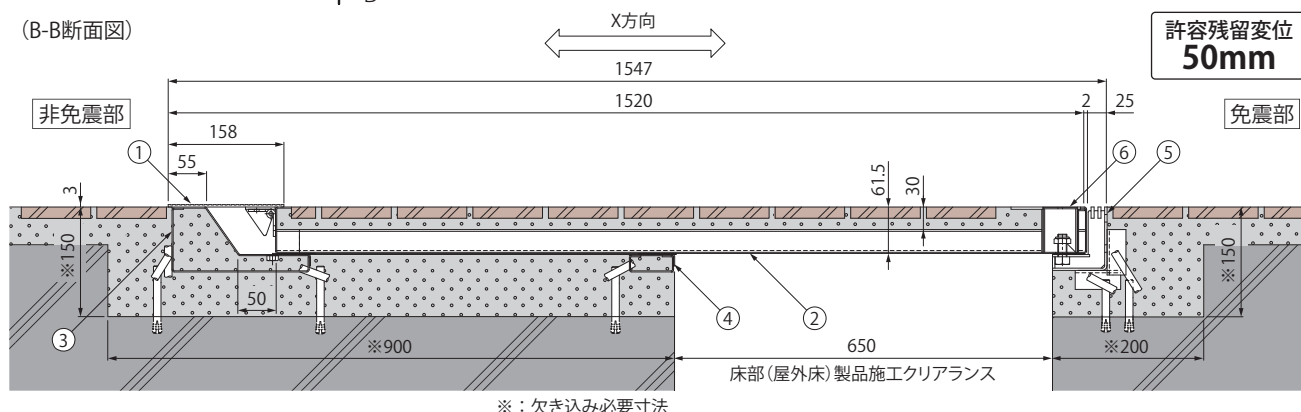 (B-B断面図)
X方向
許容残留変位
50mm
1547
1520
2
25
非免震部
免震部
158
①
55
⑥
⑤
3
61.5
30
※150
※150
50
③
④
②
※900
650
※200
床部(屋外床)製品施工クリアランス
※：欠き込み必要寸法